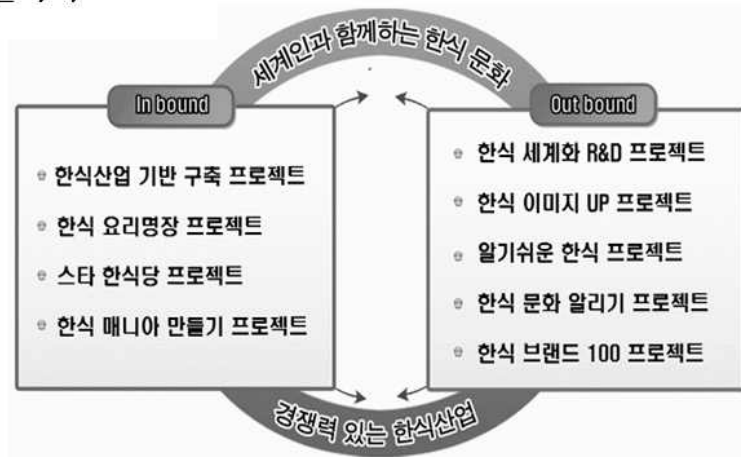 세계인과 함께하는 한식 문화
In bound
한식산업 기반 구축 프로젝트
한식 요리명장 프로젝트
스타 한식당 프로젝트
한식 매니아 만들기 프로젝트
Out bound
한식 세계화 R&D 프로젝트
한식 이미지 UP 프로젝트
알기쉬운 한식 프로젝트
한식 문화 알리기 프로젝트
한식 브랜드 100 프로젝트
경쟁력 있는 한식산업